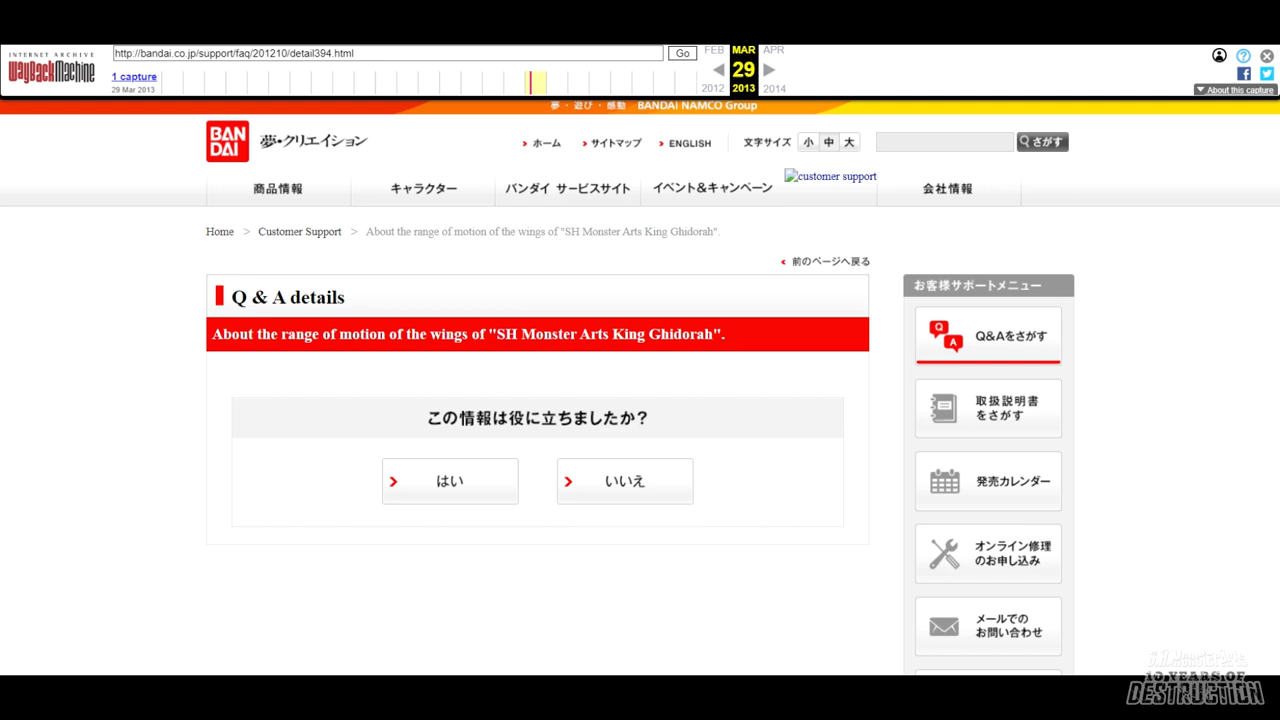 INTERNET ARCHIVE
WayBackMachine
http://bandai.co.jp/support/faq/201210/detail394.html
Go
FEB
MAR
APR
1 capture
29 Mar 2013
29
2012
2013
2014
About this capture
夢・遊び・感動 BANDAI NAMCO Group
BAN
DAI
夢・クリエイション
ホーム
サイトマップ
ENGLISH
文字サイズ
小
中
大
さがす
商品情報
キャラクター
バンダイ サービスサイト
イベント&キャンペーン
customer support
会社情報
Home > Customer Support > About the range of motion of the wings of "SH Monster Arts King Ghidorah".
前のページへ戻る
Q & A details
About the range of motion of the wings of "SH Monster Arts King Ghidorah".
この情報は役に立ちましたか?
はい
いいえ
お客様サポートメニュー
Q
A
Q&Aをさがす
取扱説明書
をさがす
発売カレンダー
オンライン修理
のお申し込み
メールでの
お問い合わせ
S.H.MonsterArts
10 YEARS OF
DESTRUCTION